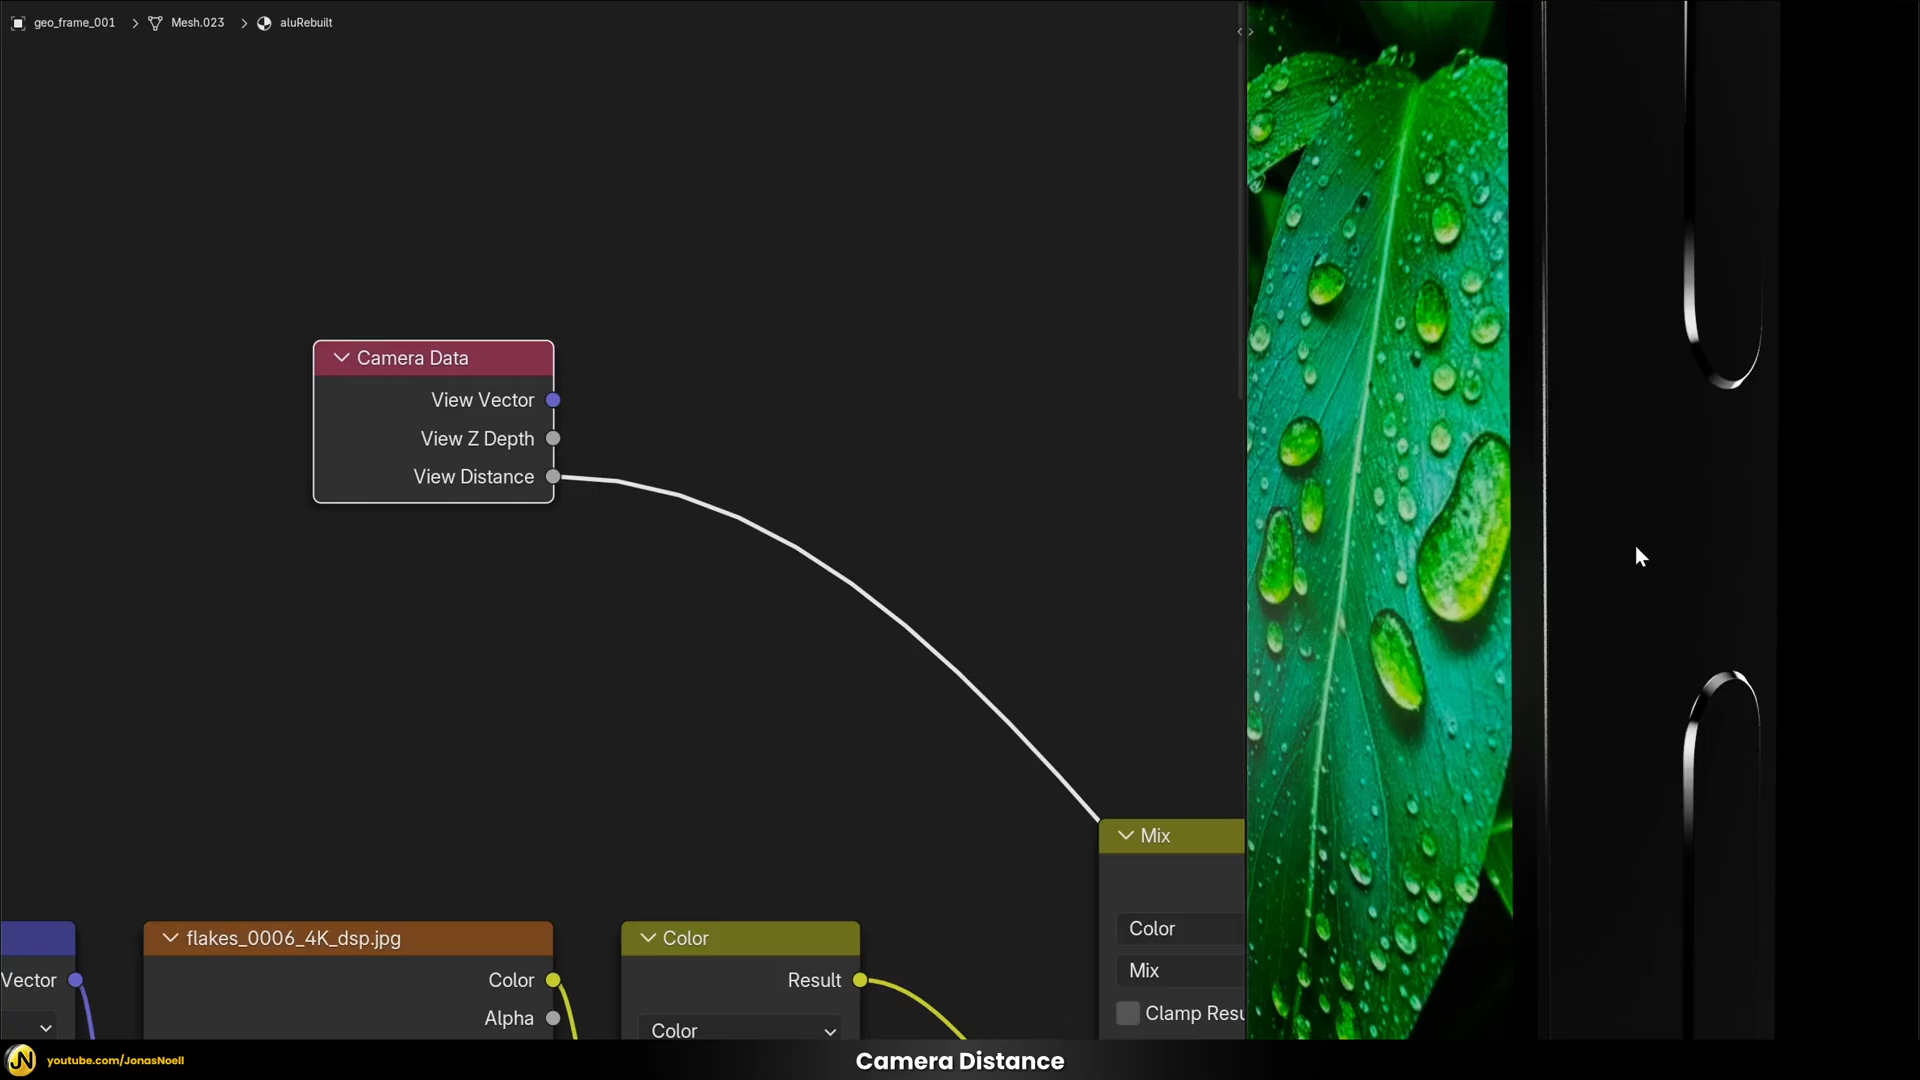 geo_frame_001 > Mesh.023 > aluRebuilt
Camera Data
View Vector
View Z Depth
View Distance
Mix
Color
Mix
Clamp Resu
Vector
flakes_0006_4K_dsp.jpg
Color
Alpha
Color
Result
Color
JN youtube.com/JonasNoell
Camera Distance